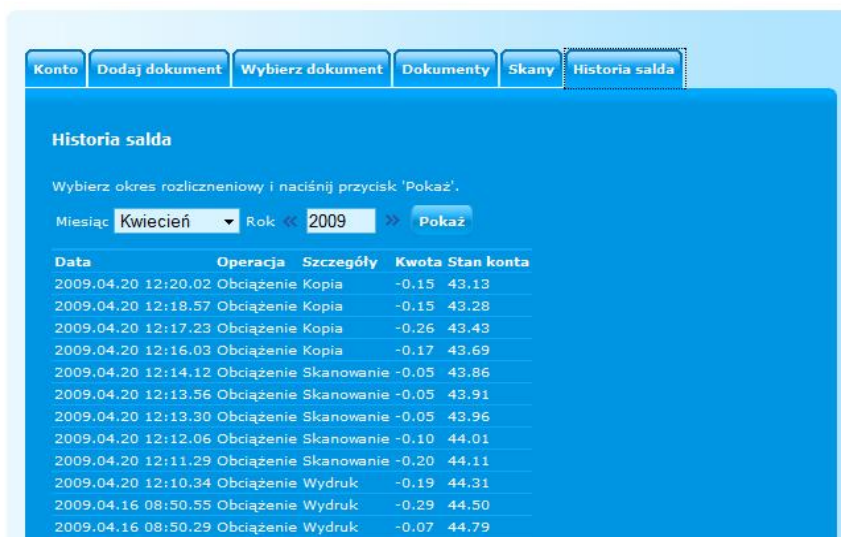 Konto Dodaj dokument Wybierz dokument Dokumenty Skany Historia salda
Historia salda
Wybierz okres rozliczneniowy i naciśnij przycisk 'Pokaż'.
Miesiąc Kwiecień Rok « 2009 » Pokaż
Data Operacja Szczegóły Kwota Stan konta
2009.04.20 12:20.02 Obciążenie Kopia -0.15 43.13
2009.04.20 12:18.57 Obciążenie Kopia -0.15 43.28
2009.04.20 12:17.23 Obciążenie Kopia -0.26 43.43
2009.04.20 12:16.03 Obciążenie Kopia -0.17 43.69
2009.04.20 12:14.12 Obciążenie Skanowanie -0.05 43.86
2009.04.20 12:13.56 Obciążenie Skanowanie -0.05 43.91
2009.04.20 12:13.30 Obciążenie Skanowanie -0.05 43.96
2009.04.20 12:12.06 Obciążenie Skanowanie -0.10 44.01
2009.04.20 12:11.29 Obciążenie Skanowanie -0.20 44.11
2009.04.20 12:10.34 Obciążenie Wydruk -0.19 44.31
2009.04.16 08:50.55 Obciążenie Wydruk -0.29 44.50
2009.04.16 08:50.29 Obciążenie Wydruk -0.07 44.79